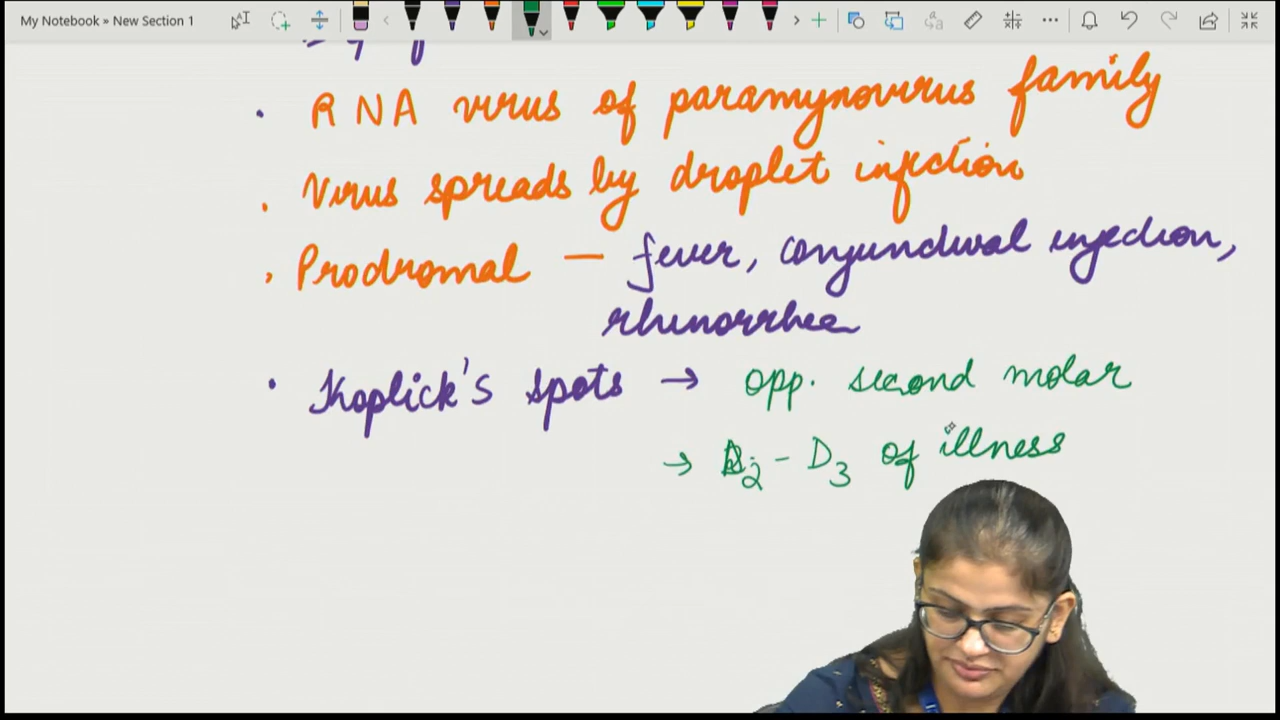 My Notebook » New Section 1
• RNA virus of paramynovirus family
• Virus spreads by droplet infection
• Prodromal — fever, conjunctival injection,
rhinorrhea
• Koplick's spots → opp. second molar
→ D2 - D3 of illness